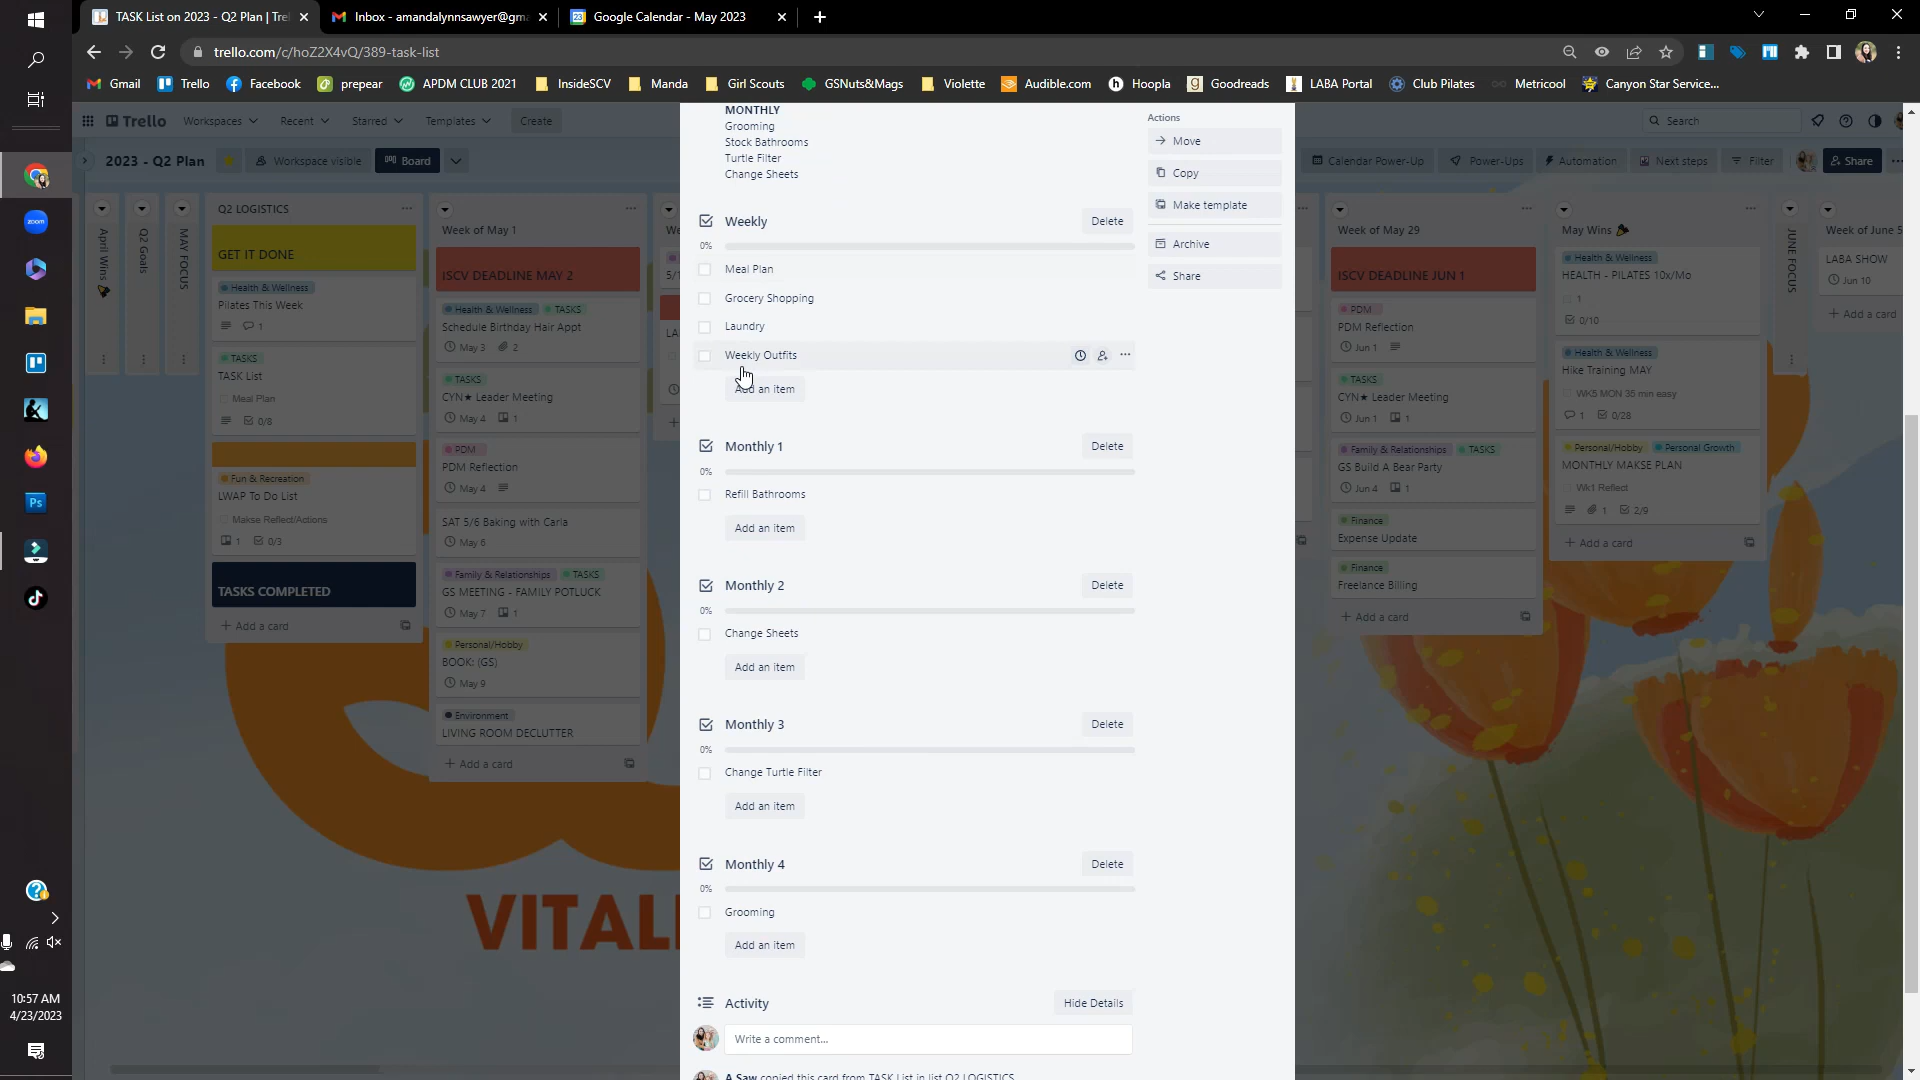 TASK List on 2023 - Q2 Plan | Trel
Inbox - amandalynnsawyer@gma
Google Calendar - May 2023
trello.com/c/hoZ2X4vQ/389-task-list
Gmail
Trello
Facebook
prepear
APDM CLUB 2021
InsideSCV
Manda
Girl Scouts
GSNuts&Mags
Violette
Audible.com
Hoopla
Goodreads
LABA Portal
Club Pilates
Metricool
Canyon Star Service...
Trello
Workspaces
Recent
Starred
Templates
Create
Search
2023 - Q2 Plan
Workspace visible
Board
Calendar Power-Up
Power-Ups
Automation
Next steps
Filter
Share
April Wins
Q2 Goals
MAY FOCUS
Q2 LOGISTICS
GET IT DONE
Health & Wellness
Pilates This Week
1
TASKS
TASK List
Meal Plan
0/8
Fun & Recreation
LWAP To Do List
Makse Reflect/Actions
1
0/3
TASKS COMPLETED
+ Add a card
Week of May 1
ISCV DEADLINE MAY 2
Health & Wellness
TASKS
Schedule Birthday Hair Appt
May 3
2
TASKS
CYN★ Leader Meeting
May 4
1
PDM
PDM Reflection
May 4
SAT 5/6 Baking with Caria
May 6
Family & Relationships
TASKS
GS MEETING - FAMILY POTLUCK
May 7
1
Personal/Hobby
BOOK: (GS)
May 9
Environment
LIVING ROOM DECLUTTER
+ Add a card
We
5/1
LA
VITAL
MONTHLY
Grooming
Stock Bathrooms
Turtle Filter
Change Sheets
Weekly
Delete
0%
Meal Plan
Grocery Shopping
Laundry
Weekly Outfits
Add an item
Monthly 1
Delete
0%
Refill Bathrooms
Add an item
Monthly 2
Delete
0%
Change Sheets
Add an item
Monthly 3
Delete
0%
Change Turtle Filter
Add an item
Monthly 4
Delete
0%
Grooming
Add an item
Activity
Hide Details
Write a comment...
A Saw copied this card from TASK List in list Q2 LOGISTICS
Actions
Move
Copy
Make template
Archive
Share
Week of May 29
ISCV DEADLINE JUN 1
PDM
PDM Reflection
Jun 1
TASKS
CYN★ Leader Meeting
Jun 1
1
Family & Relationships
TASKS
GS Build A Bear Party
Jun 4
1
Finance
Expense Update
Finance
Freelance Billing
+ Add a card
May Wins
Health & Wellness
HEALTH - PILATES 10x/Mo
1
0/10
Health & Wellness
Hike Training MAY
WK5 MON 35 min easy
1
0/28
Personal/Hobby
Personal Growth
MONTHLY MAKSE PLAN
Wk1 Reflect
1
2/9
+ Add a card
JUNE FOCUS
Week of June 5
LABA SHOW
Jun 10
+ Add a card
10:57 AM
4/23/2023